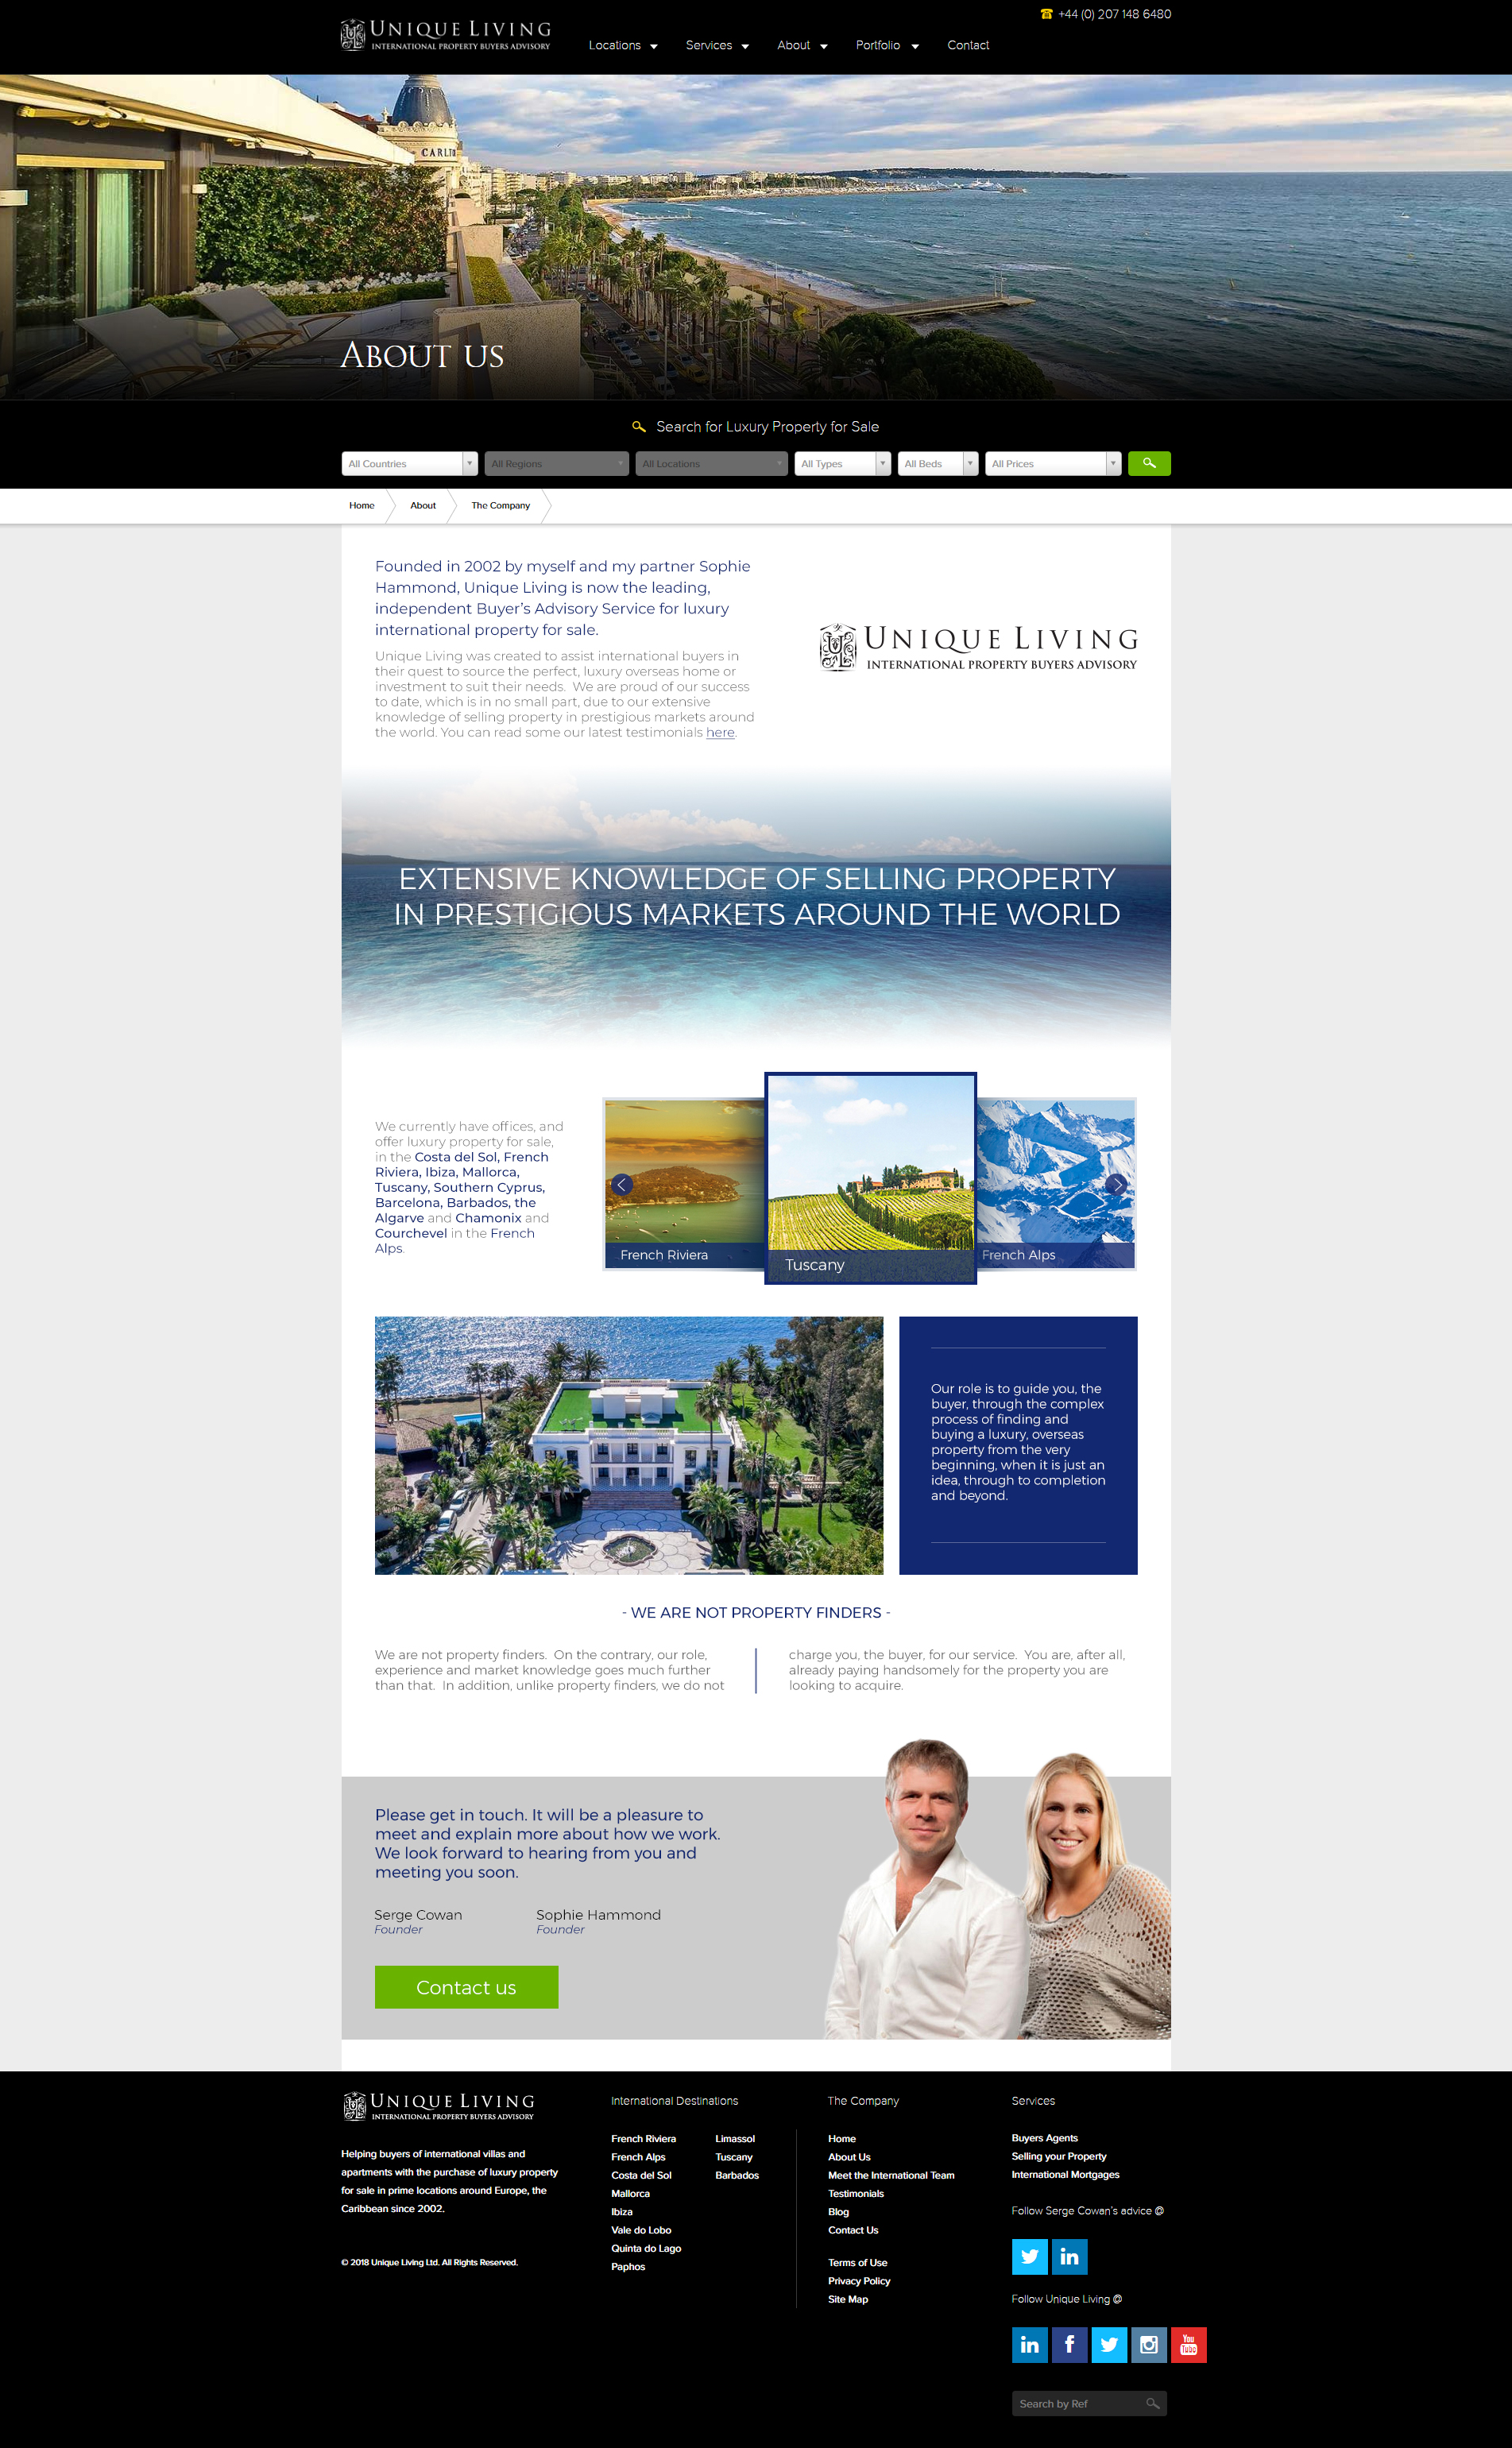 UNIQUE LIVING
INTERNATIONAL PROPERTY BUYERS ADVISORY
+44 (0) 207 148 6480
Locations
Services
About
Portfolio
Contact
CARLTO
ABOUT US
Search for Luxury Property for Sale
All Countries
All Regions
All Locations
All Types
All Beds
All Prices
Home
About
The Company
Founded in 2002 by myself and my partner Sophie
Hammond, Unique Living is now the leading,
independent Buyer's Advisory Service for luxury
international property for sale.
Unique Living was created to assist international buyers in
their quest to source the perfect, luxury overseas home or
investment to suit their needs. We are proud of our success
to date, which is in no small part, due to our extensive
knowledge of selling property in prestigious markets around
the world. You can read some our latest testimonials here.
UNIQUE LIVING
INTERNATIONAL PROPERTY BUYERS ADVISORY
EXTENSIVE KNOWLEDGE OF SELLING PROPERTY
IN PRESTIGIOUS MARKETS AROUND THE WORLD
We currently have offices, and
offer luxury property for sale,
in the Costa del Sol, French
Riviera, Ibiza, Mallorca,
Tuscany, Southern Cyprus,
Barcelona, Barbados, the
Algarve and Chamonix and
Courchevel in the French
Alps.
French Riviera
Tuscany
French Alps
Our role is to guide you, the
buyer, through the complex
process of finding and
buying a luxury, overseas
property from the very
beginning, when it is just an
idea, through to completion
and beyond.
- WE ARE NOT PROPERTY FINDERS -
We are not property finders. On the contrary, our role,
experience and market knowledge goes much further
than that. In addition, unlike property finders, we do not
charge you, the buyer, for our service. You are, after all,
already paying handsomely for the property you are
looking to acquire.
Please get in touch. It will be a pleasure to
meet and explain more about how we work.
We look forward to hearing from you and
meeting you soon.
Serge Cowan
Founder
Sophie Hammond
Founder
Contact us
UNIQUE LIVING
INTERNATIONAL PROPERTY BUYERS ADVISORY
Helping buyers of international villas and
apartments with the purchase of luxury property
for sale in prime locations around Europe, the
Caribbean since 2002.
© 2018 Unique Living Ltd. All Rights Reserved.
International Destinations
French Riviera
French Alps
Costa del Sol
Mallorca
Ibiza
Vale do Lobo
Quinta do Lago
Paphos
Limassol
Tuscany
Barbados
The Company
Home
About Us
Meet the International Team
Testimonials
Blog
Contact Us
Terms of Use
Privacy Policy
Site Map
Services
Buyers Agents
Selling your Property
International Mortgages
Follow Serge Cowan's advice @
in
Follow Unique Living @
in
f
You
Tube
Search by Ref